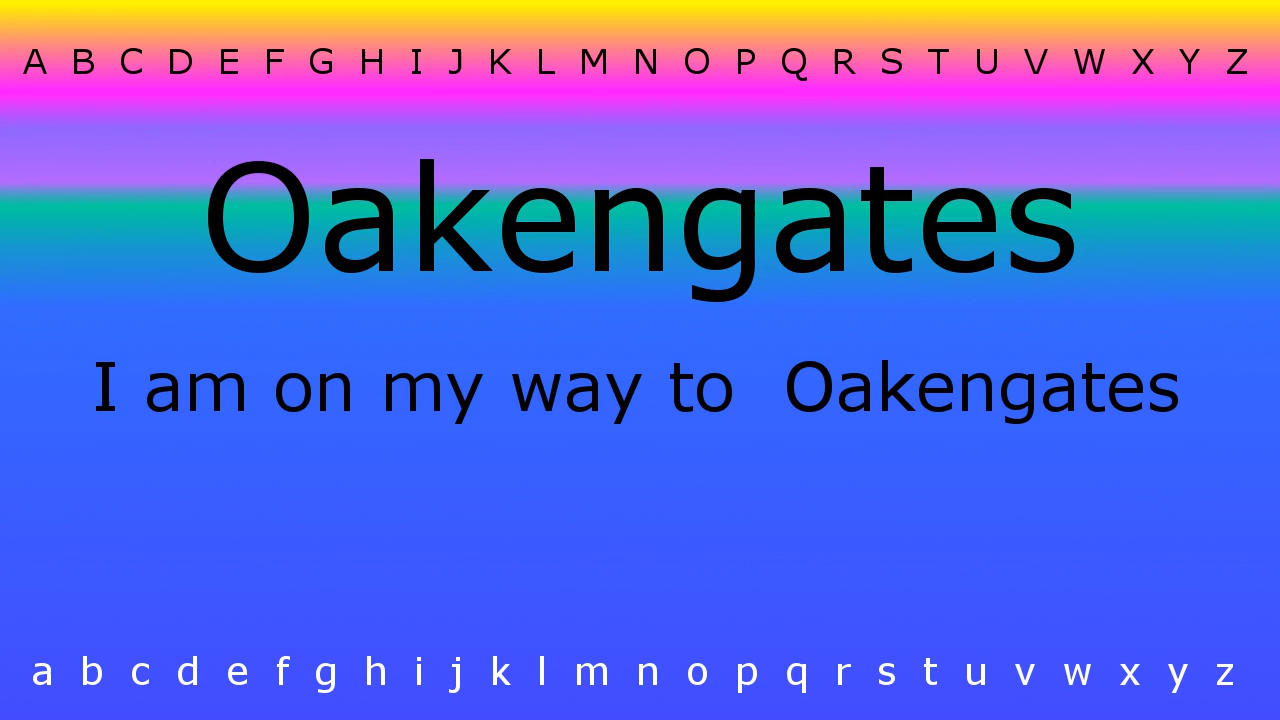 A B C D E F G H I J K L M N O P Q R S T U V W X Y Z
Oakengates
I am on my way to  Oakengates
a b c d e f g h i j k l m n o p q r s t u v w x y z